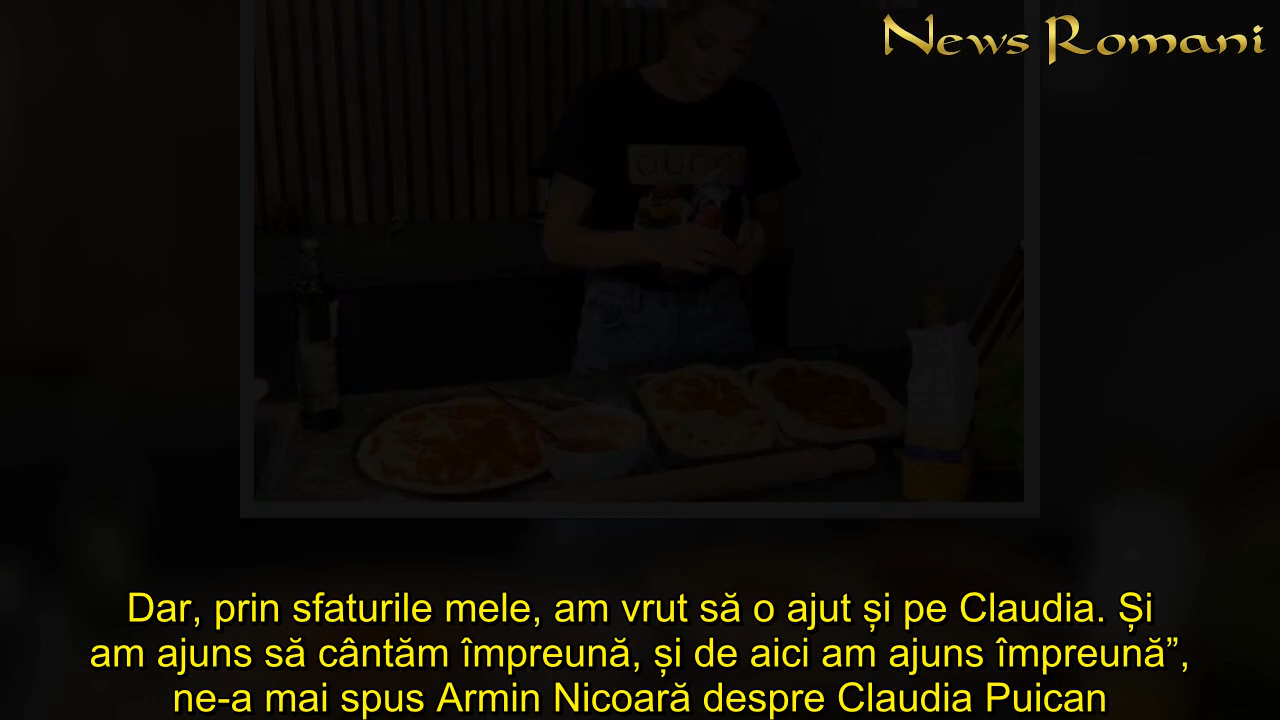 News Romani
GUCCI
Dar, prin sfaturile mele, am vrut să o ajut și pe Claudia. Și
am ajuns să cântăm împreună, și de aici am ajuns împreună”,
ne-a mai spus Armin Nicoară despre Claudia Puican